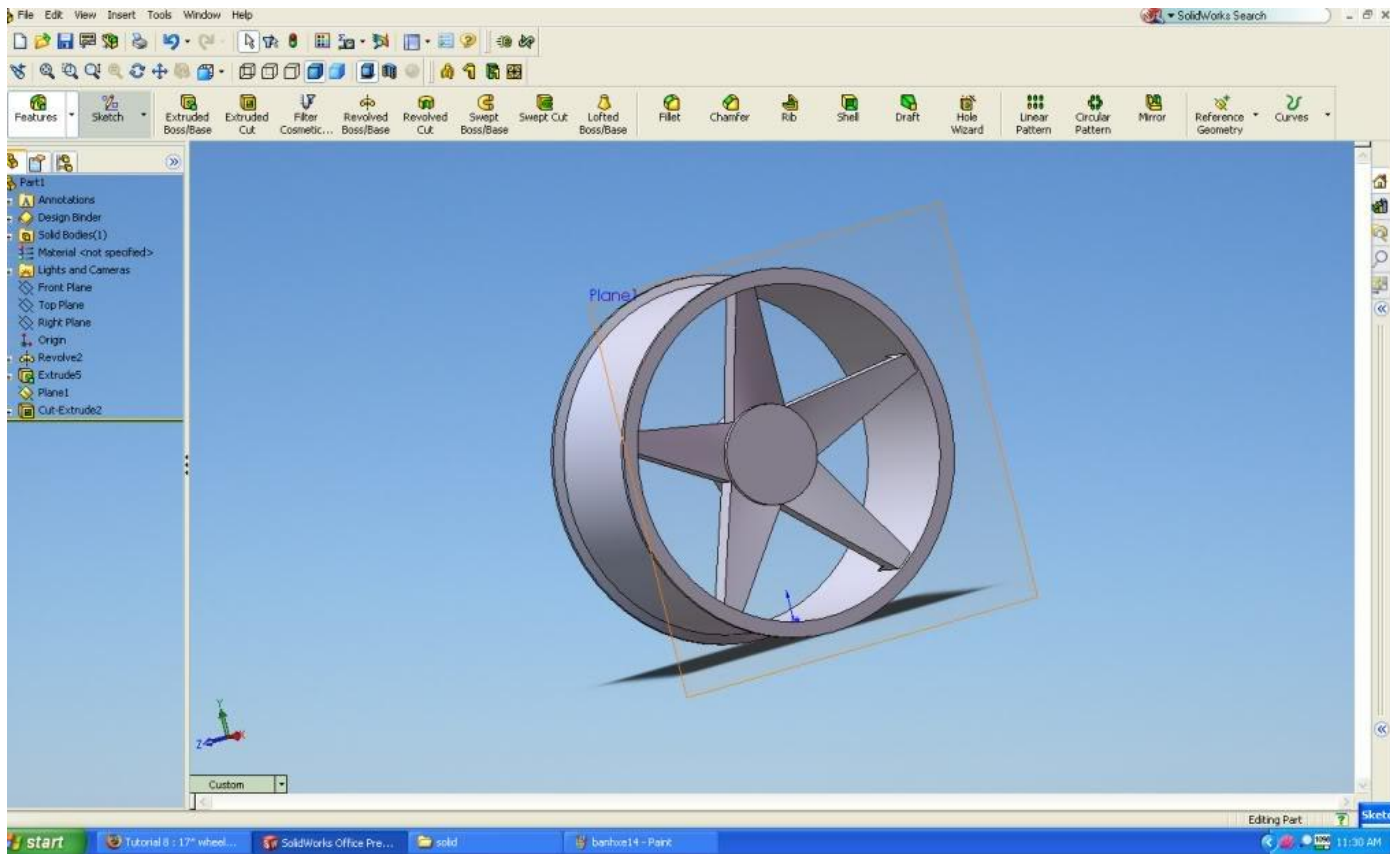 File Edit View Insert Tools Window Help
SolidWorks Search
Features
Sketch
Extruded Boss/Base
Extruded Cut
Filter Cosmetic...
Revolved Boss/Base
Revolved Cut
Swept Boss/Base
Swept Cut
Lofted Boss/Base
Fillet
Chamfer
Rib
Shell
Draft
Hole Wizard
Linear Pattern
Circular Pattern
Mirror
Reference Geometry
Curves
Part1
Annotations
Design Binder
Solid Bodies(1)
Material <not specified>
Lights and Cameras
Front Plane
Top Plane
Right Plane
Origin
Revolve2
Extrude5
Plane1
Cut-Extrude2
Plane1
Y
Z
X
Custom
Editing Part
start
Tutorial 8 : 17" wheel...
SolidWorks Office Pre...
solid
banhxe14 - Paint
11:30 AM